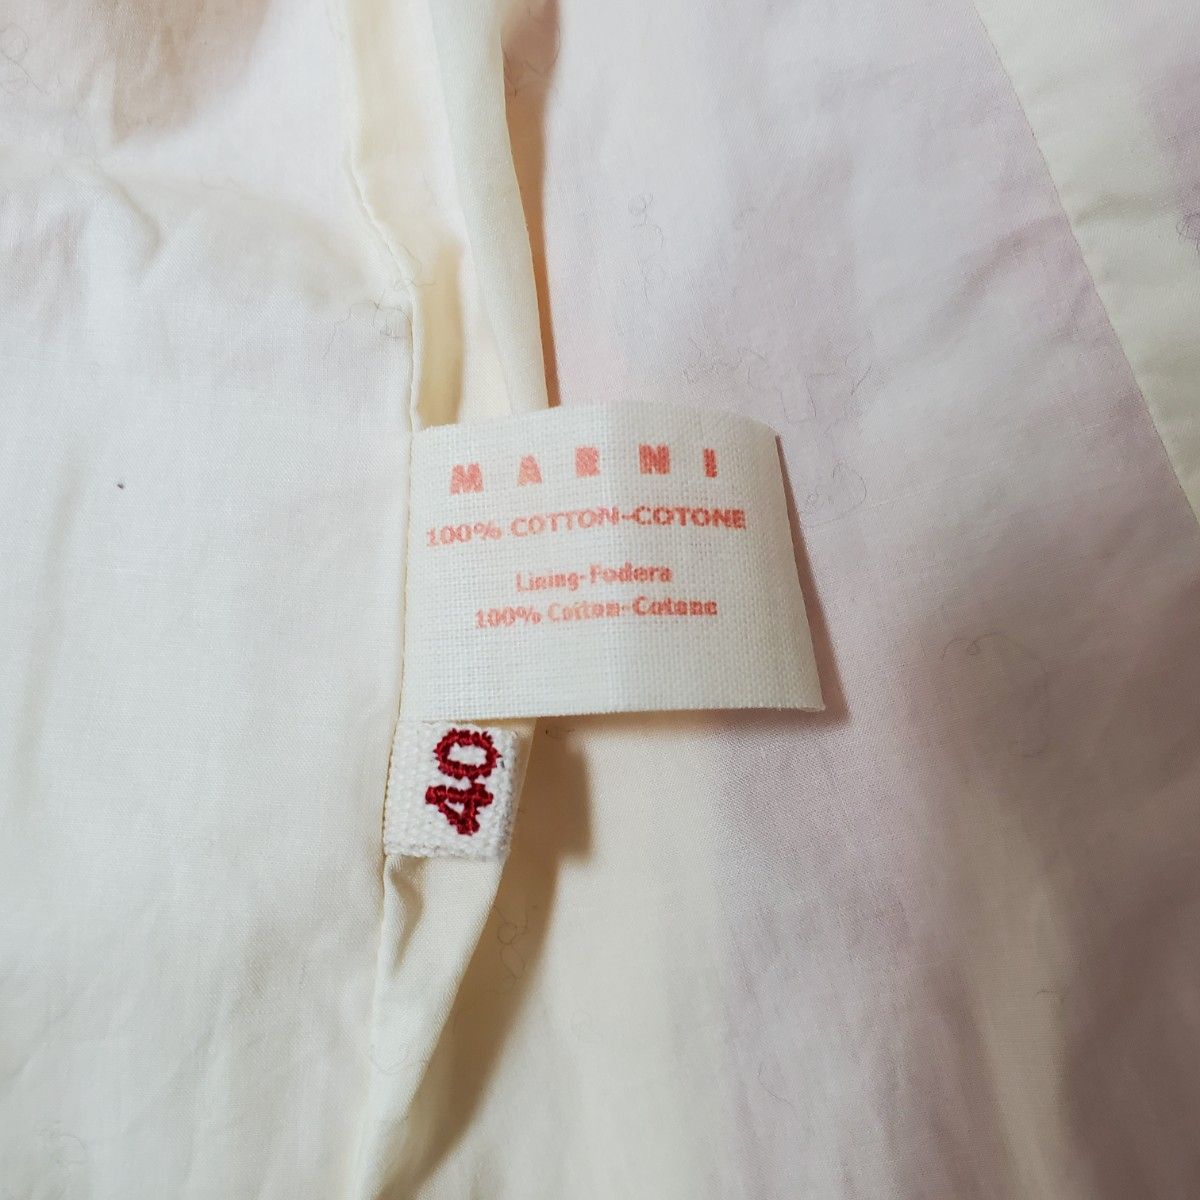 MARNI
100% COTTON-COTONE
Lining-Fodera
100% Cotton-Cotone
40